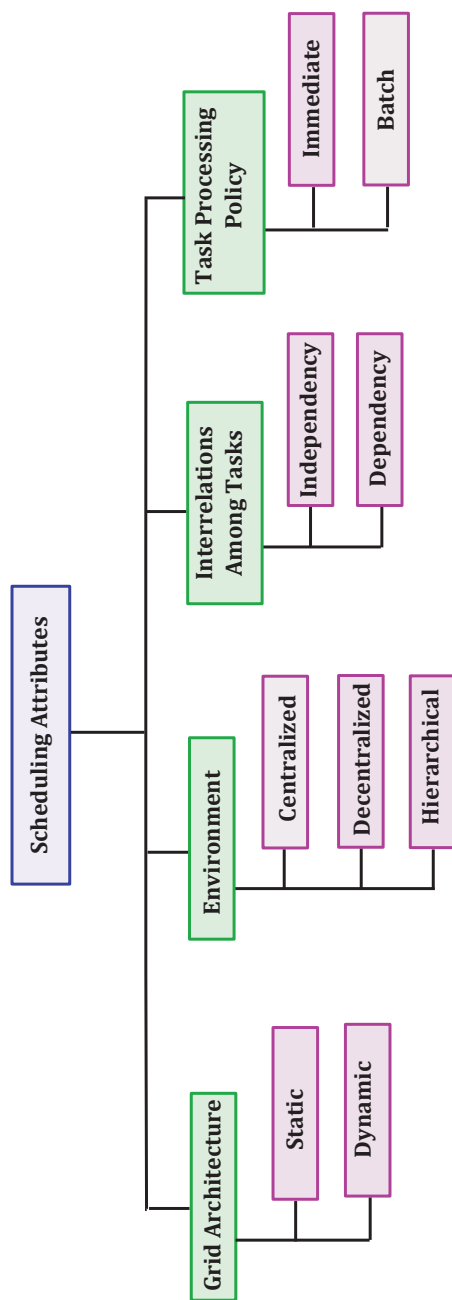 Scheduling Attributes
Grid Architecture
Static
Dynamic
Environment
Centralized
Decentralized
Hierarchical
Interrelations
Among Tasks
Independency
Dependency
Task Processing
Policy
Immediate
Batch